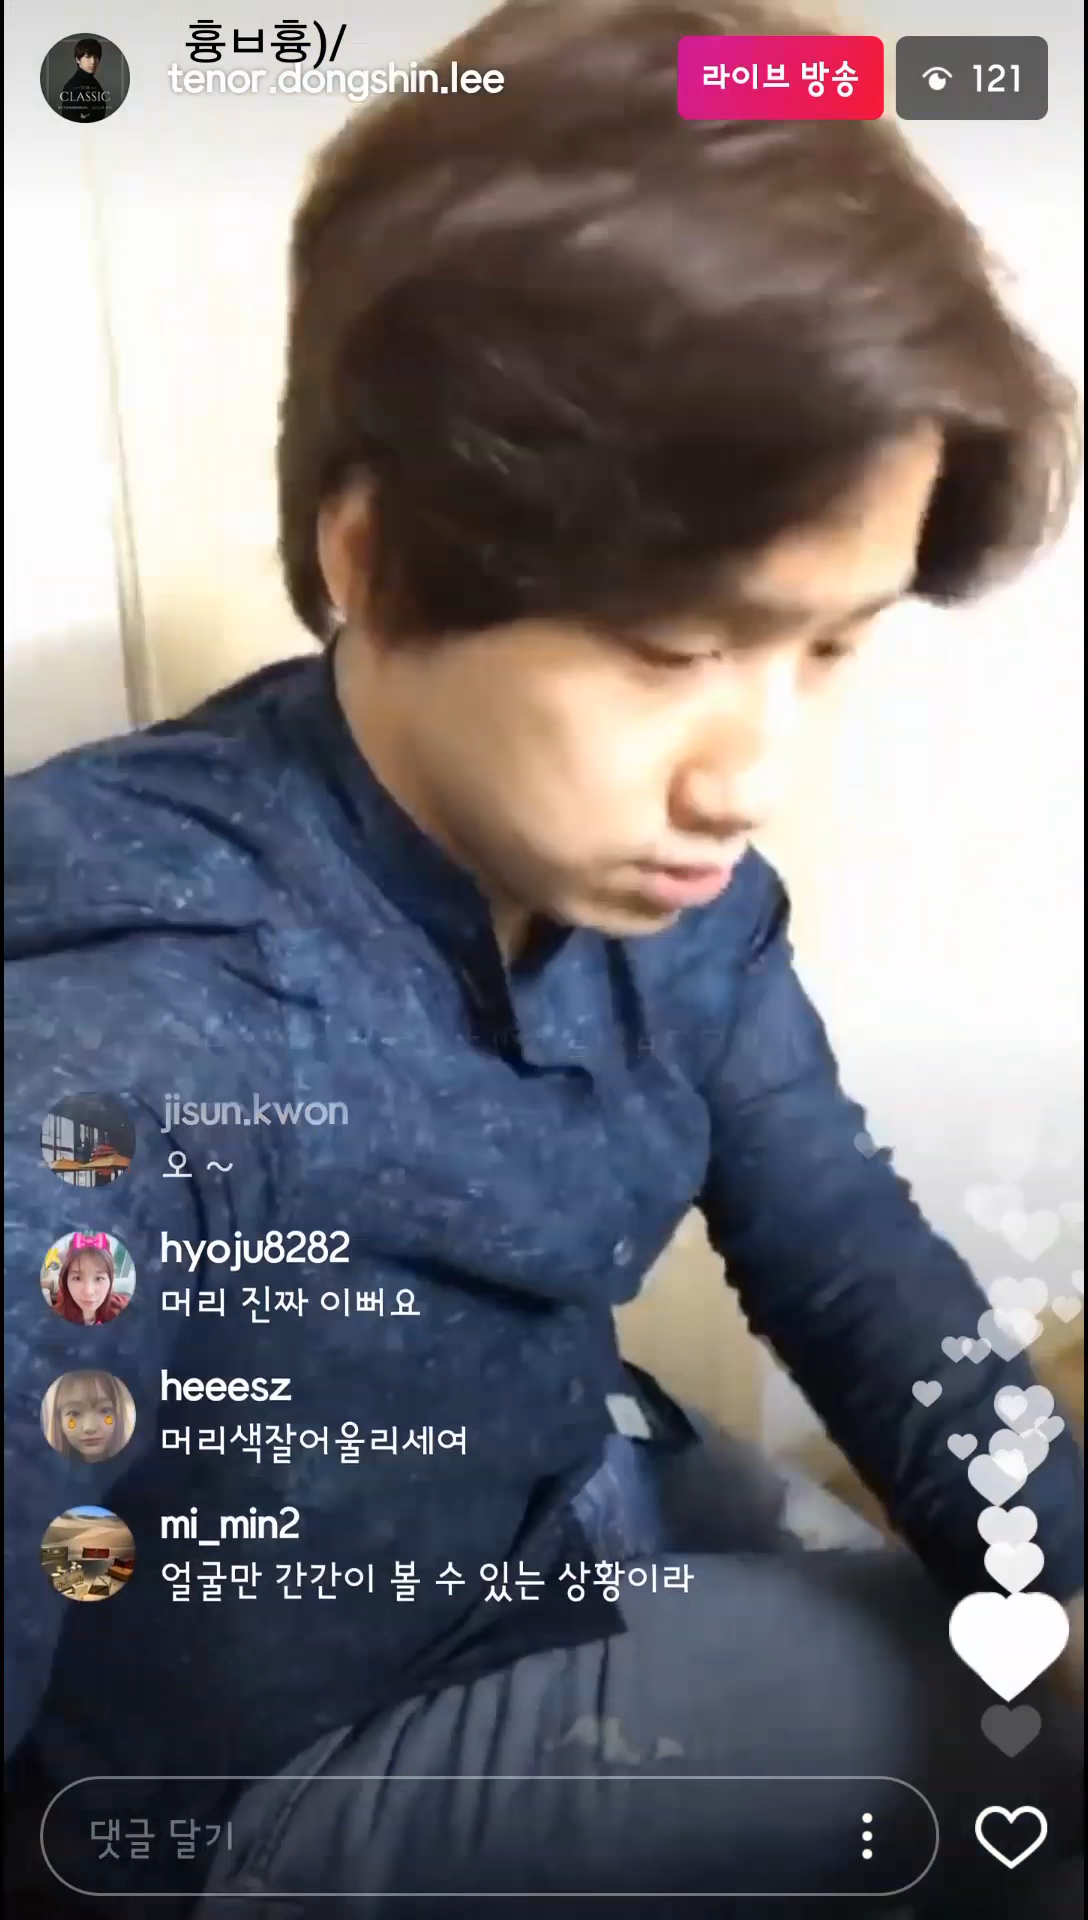 흉ㅂ흉)/
tenor.dongshin.lee
라이브 방송
121
CLASSIC
jisun.kwon
오 ~
hyoju8282
머리 진짜 이뻐요
heeesz
머리색잘어울리세여
mi_min2
얼굴만 간간이 볼 수 있는 상황이라
댓글 달기